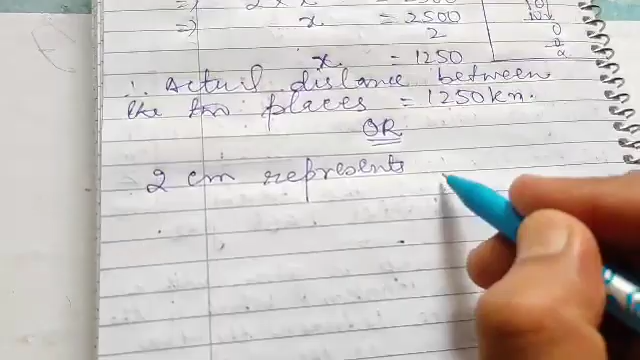 => x = 2500
2
x = 1250
∴ Actual distance between
the two places = 1250 km.
OR
2 cm represents